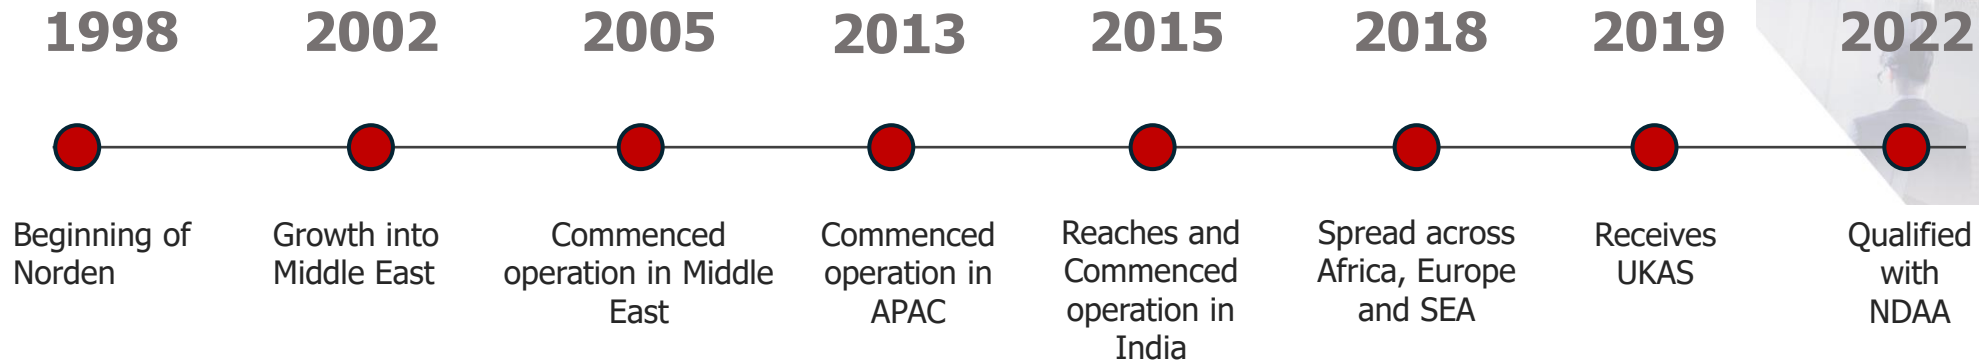 1998 2002 2005 2013 2015 2018 2019 2022
Beginning of
Norden
Growth into
Middle East
Commenced
operation in Middle
East
Commenced
operation in
APAC
Reaches and
Commenced
operation in
India
Spread across
Africa, Europe
and SEA
Receives
UKAS
Qualified
with
NDAA